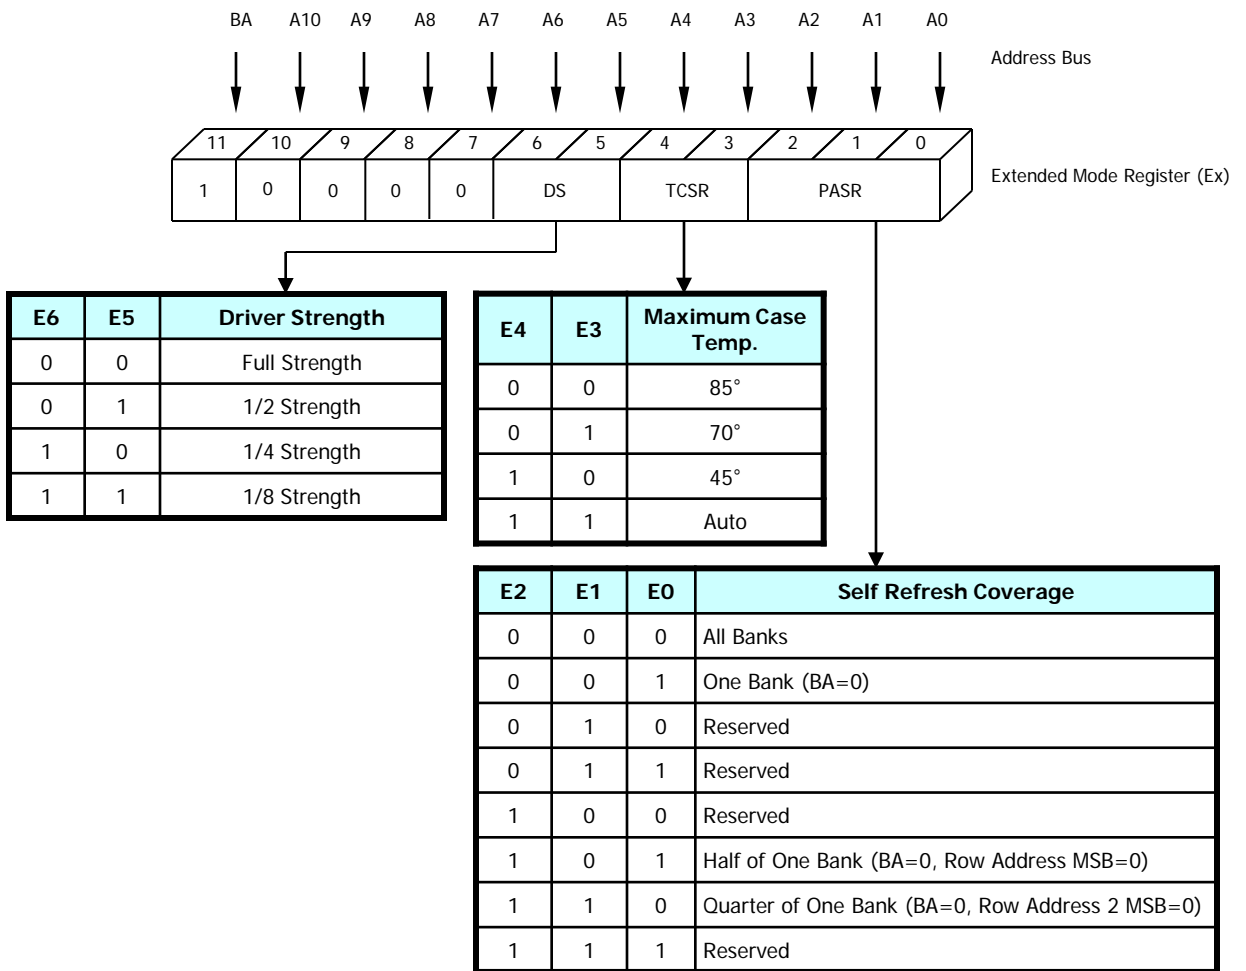 BA A10 A9 A8 A7 A6 A5 A4 A3 A2 A1 A0
Address Bus
11 10 9 8 7 6 5 4 3 2 1 0
1 0 0 0 0 DS TCSR PASR
Extended Mode Register (Ex)
E6 E5 Driver Strength
0 0 Full Strength
0 1 1/2 Strength
1 0 1/4 Strength
1 1 1/8 Strength
E4 E3 Maximum Case
Temp.
0 0 85°
0 1 70°
1 0 45°
1 1 Auto
E2 E1 E0 Self Refresh Coverage
0 0 0 All Banks
0 0 1 One Bank (BA=0)
0 1 0 Reserved
0 1 1 Reserved
1 0 0 Reserved
1 0 1 Half of One Bank (BA=0, Row Address MSB=0)
1 1 0 Quarter of One Bank (BA=0, Row Address 2 MSB=0)
1 1 1 Reserved